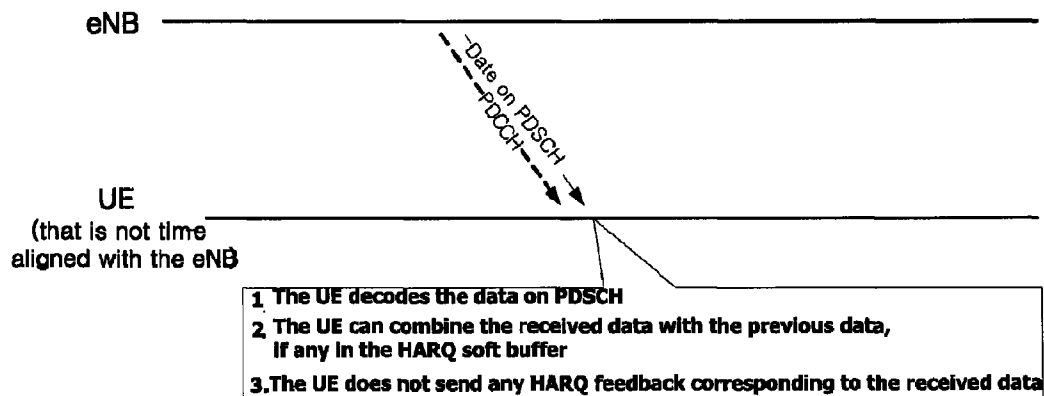 eNB
Date on PDSCH
PDCCH
UE
(that is not time
aligned with the eNB
1 The UE decodes the data on PDSCH
2. The UE can combine the received data with the previous data,
if any in the HARQ soft buffer
3.The UE does not send any HARQ feedback corresponding to the received data